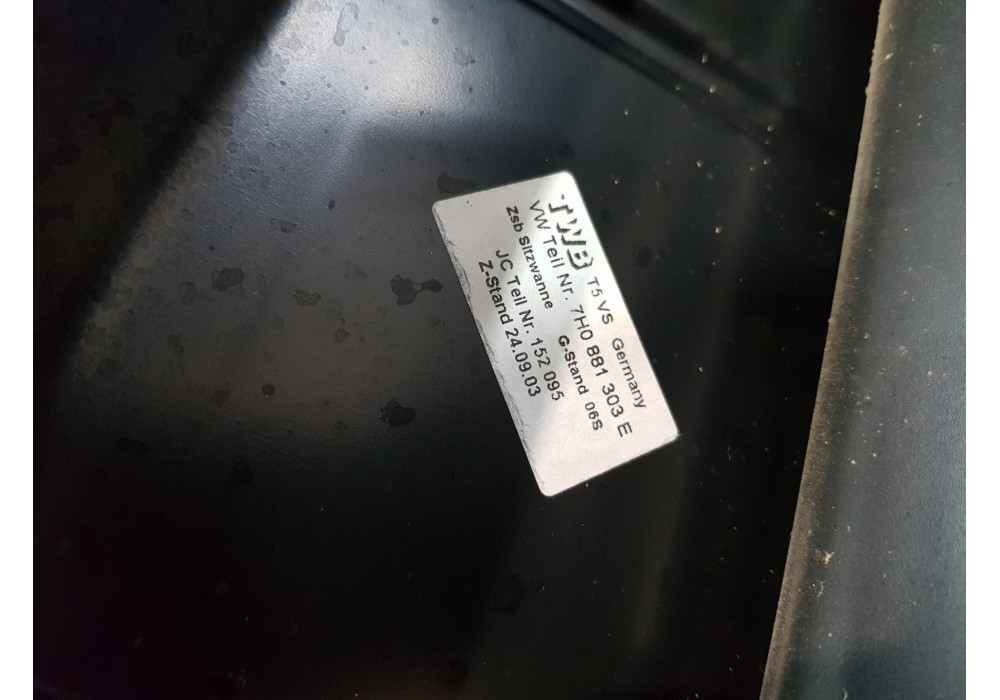 TWB T5 VS Germany
VW Teil Nr. 7H0 881 303 E
Zsb Sitzwanne G-Stand 06S
JC Teil Nr. 152 095
Z-Stand 24.09.03